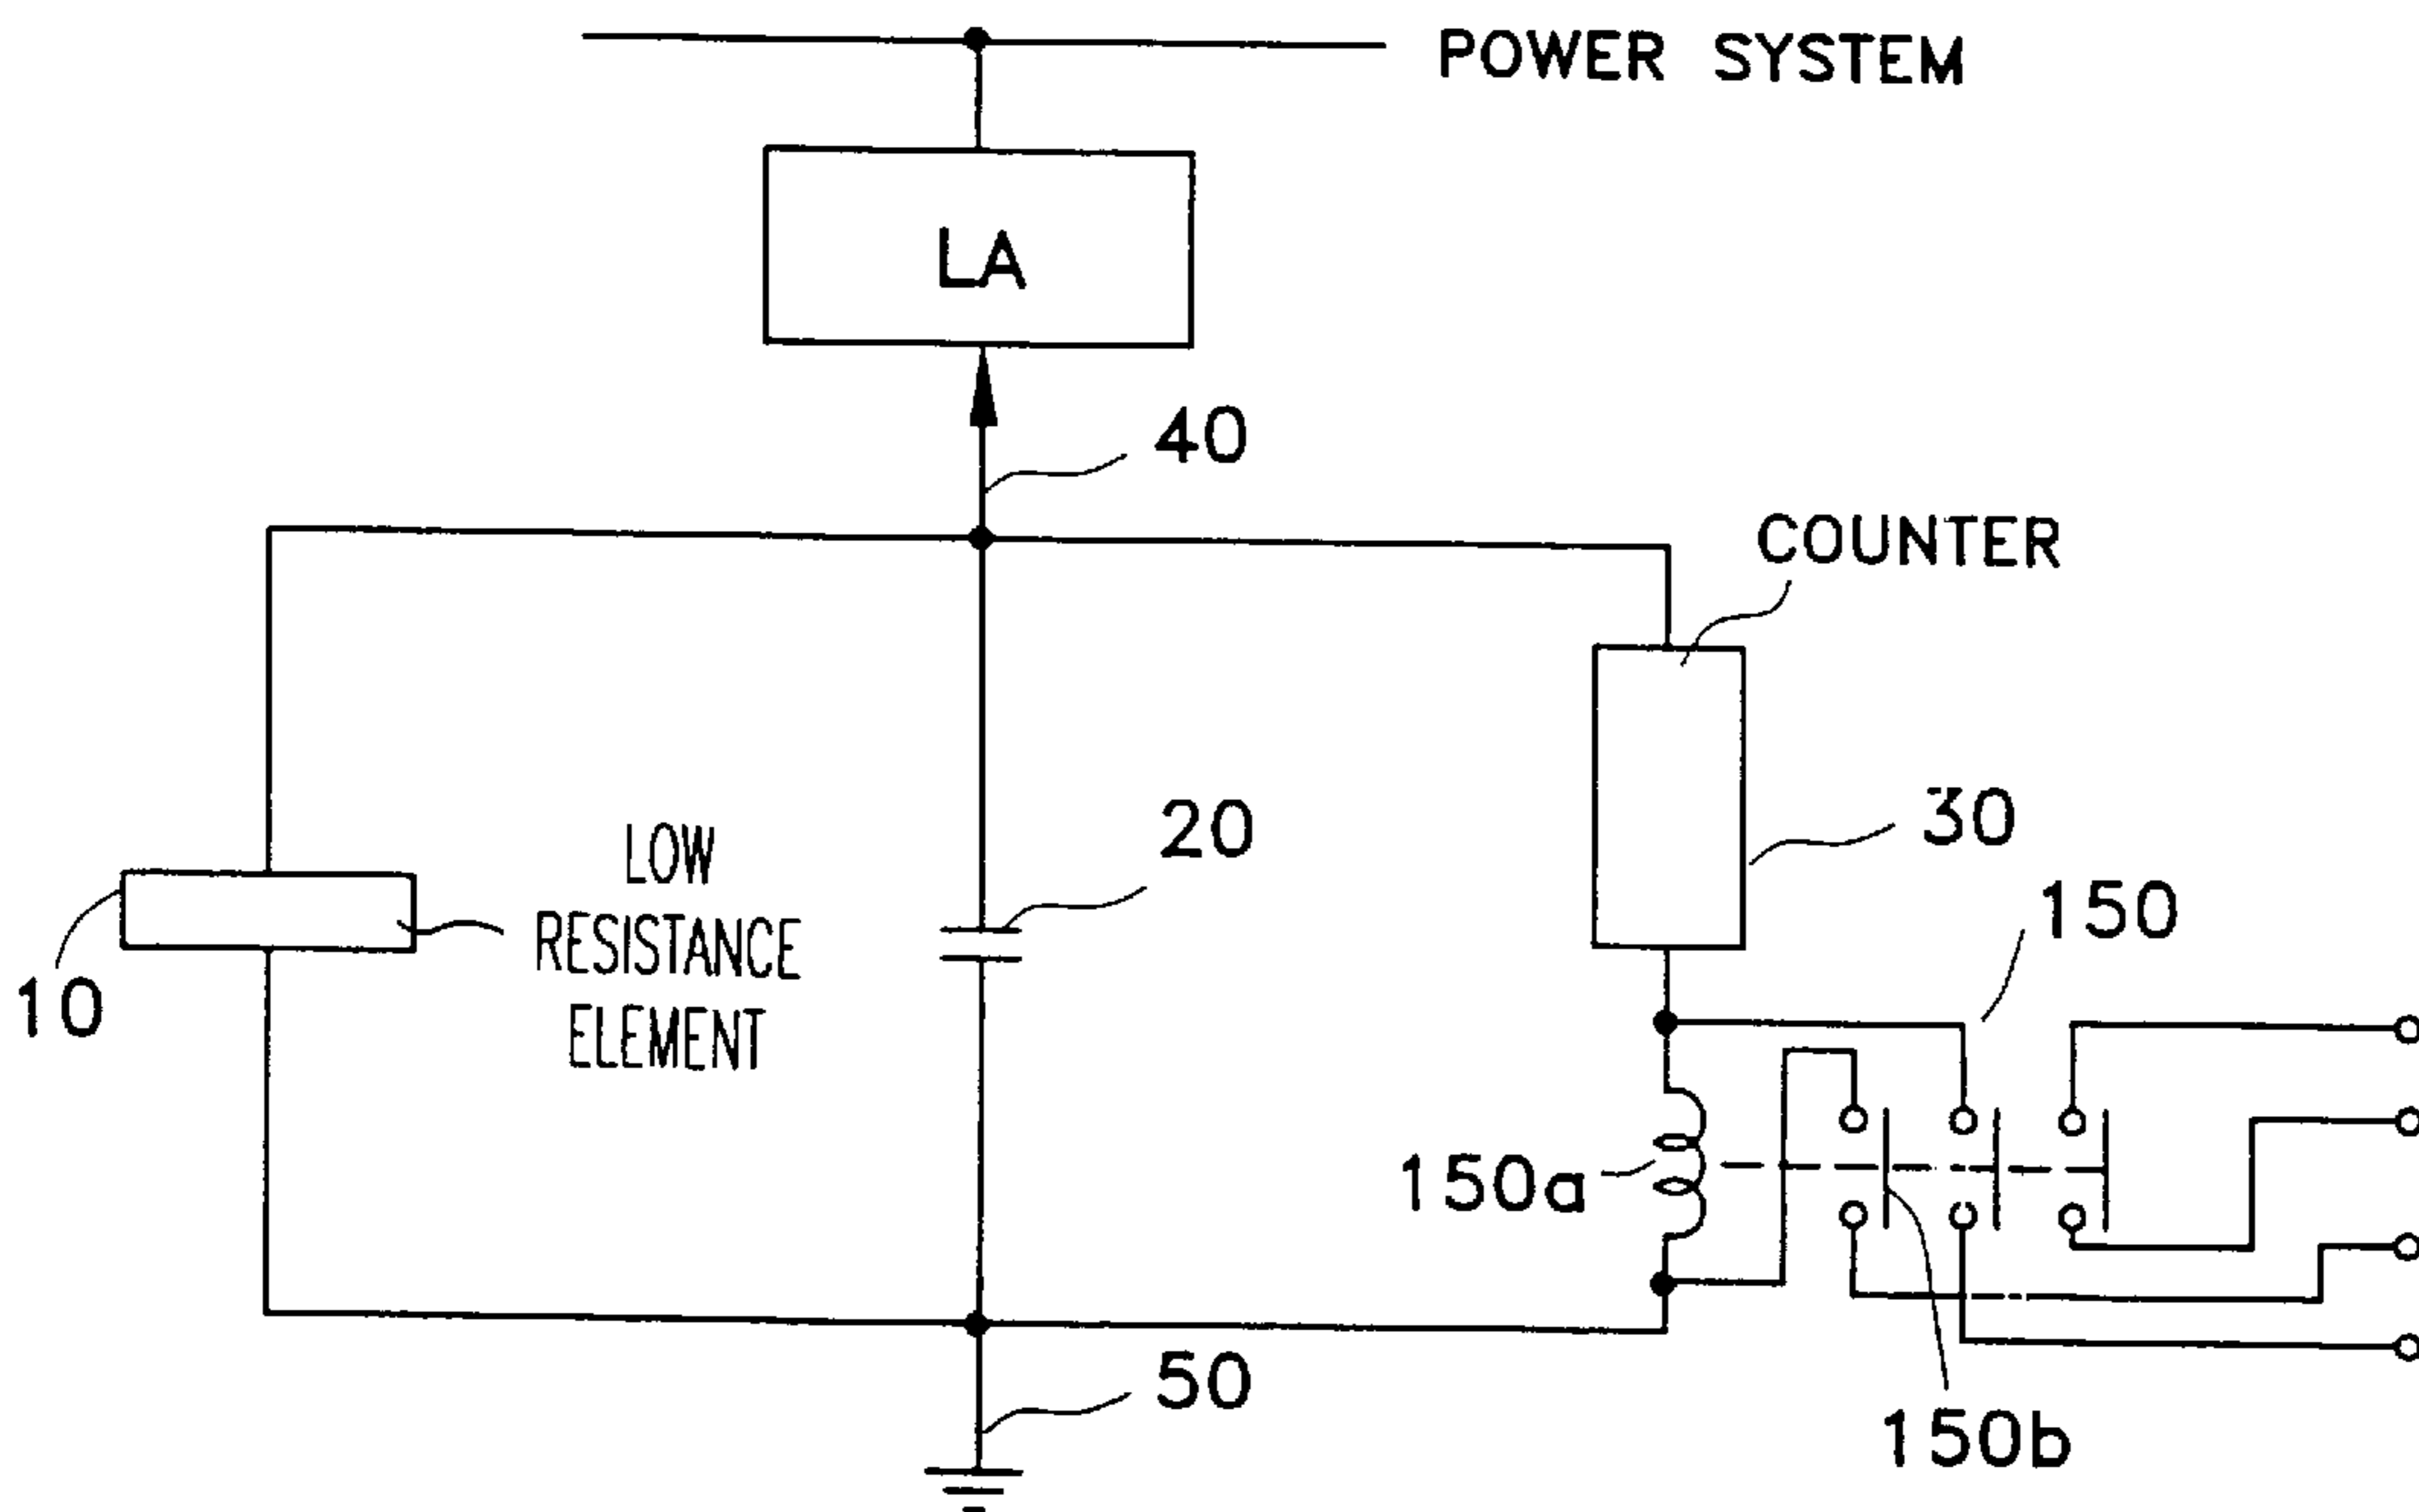 POWER SYSTEM
LA
40
COUNTER
20
30
LOW
RESISTANCE
ELEMENT
10
150
150a
50
150b